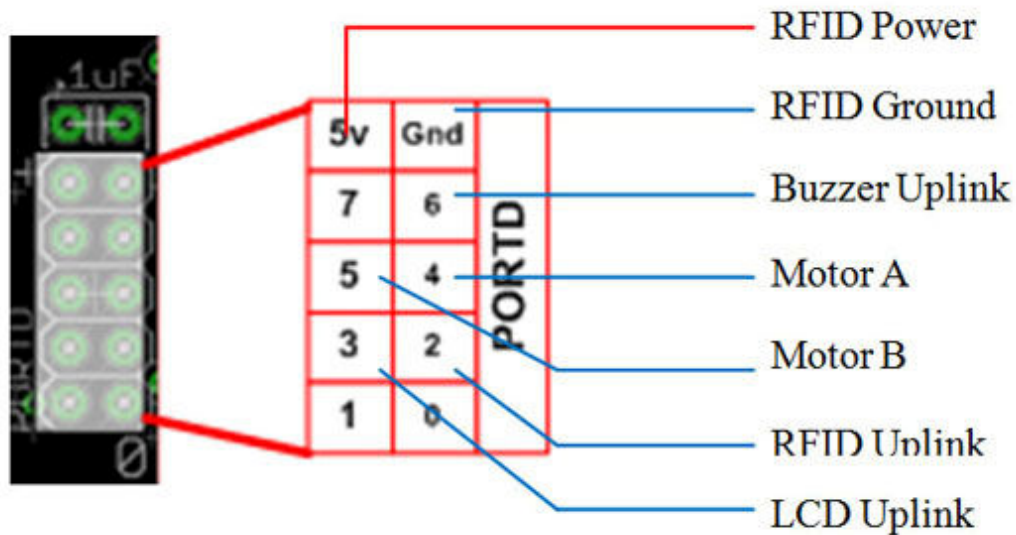 .1uF
PORTD
0
5v Gnd
7 6
5 4
3 2
1 0
PORTD
RFID Power
RFID Ground
Buzzer Uplink
Motor A
Motor B
RFID Uplink
LCD Uplink